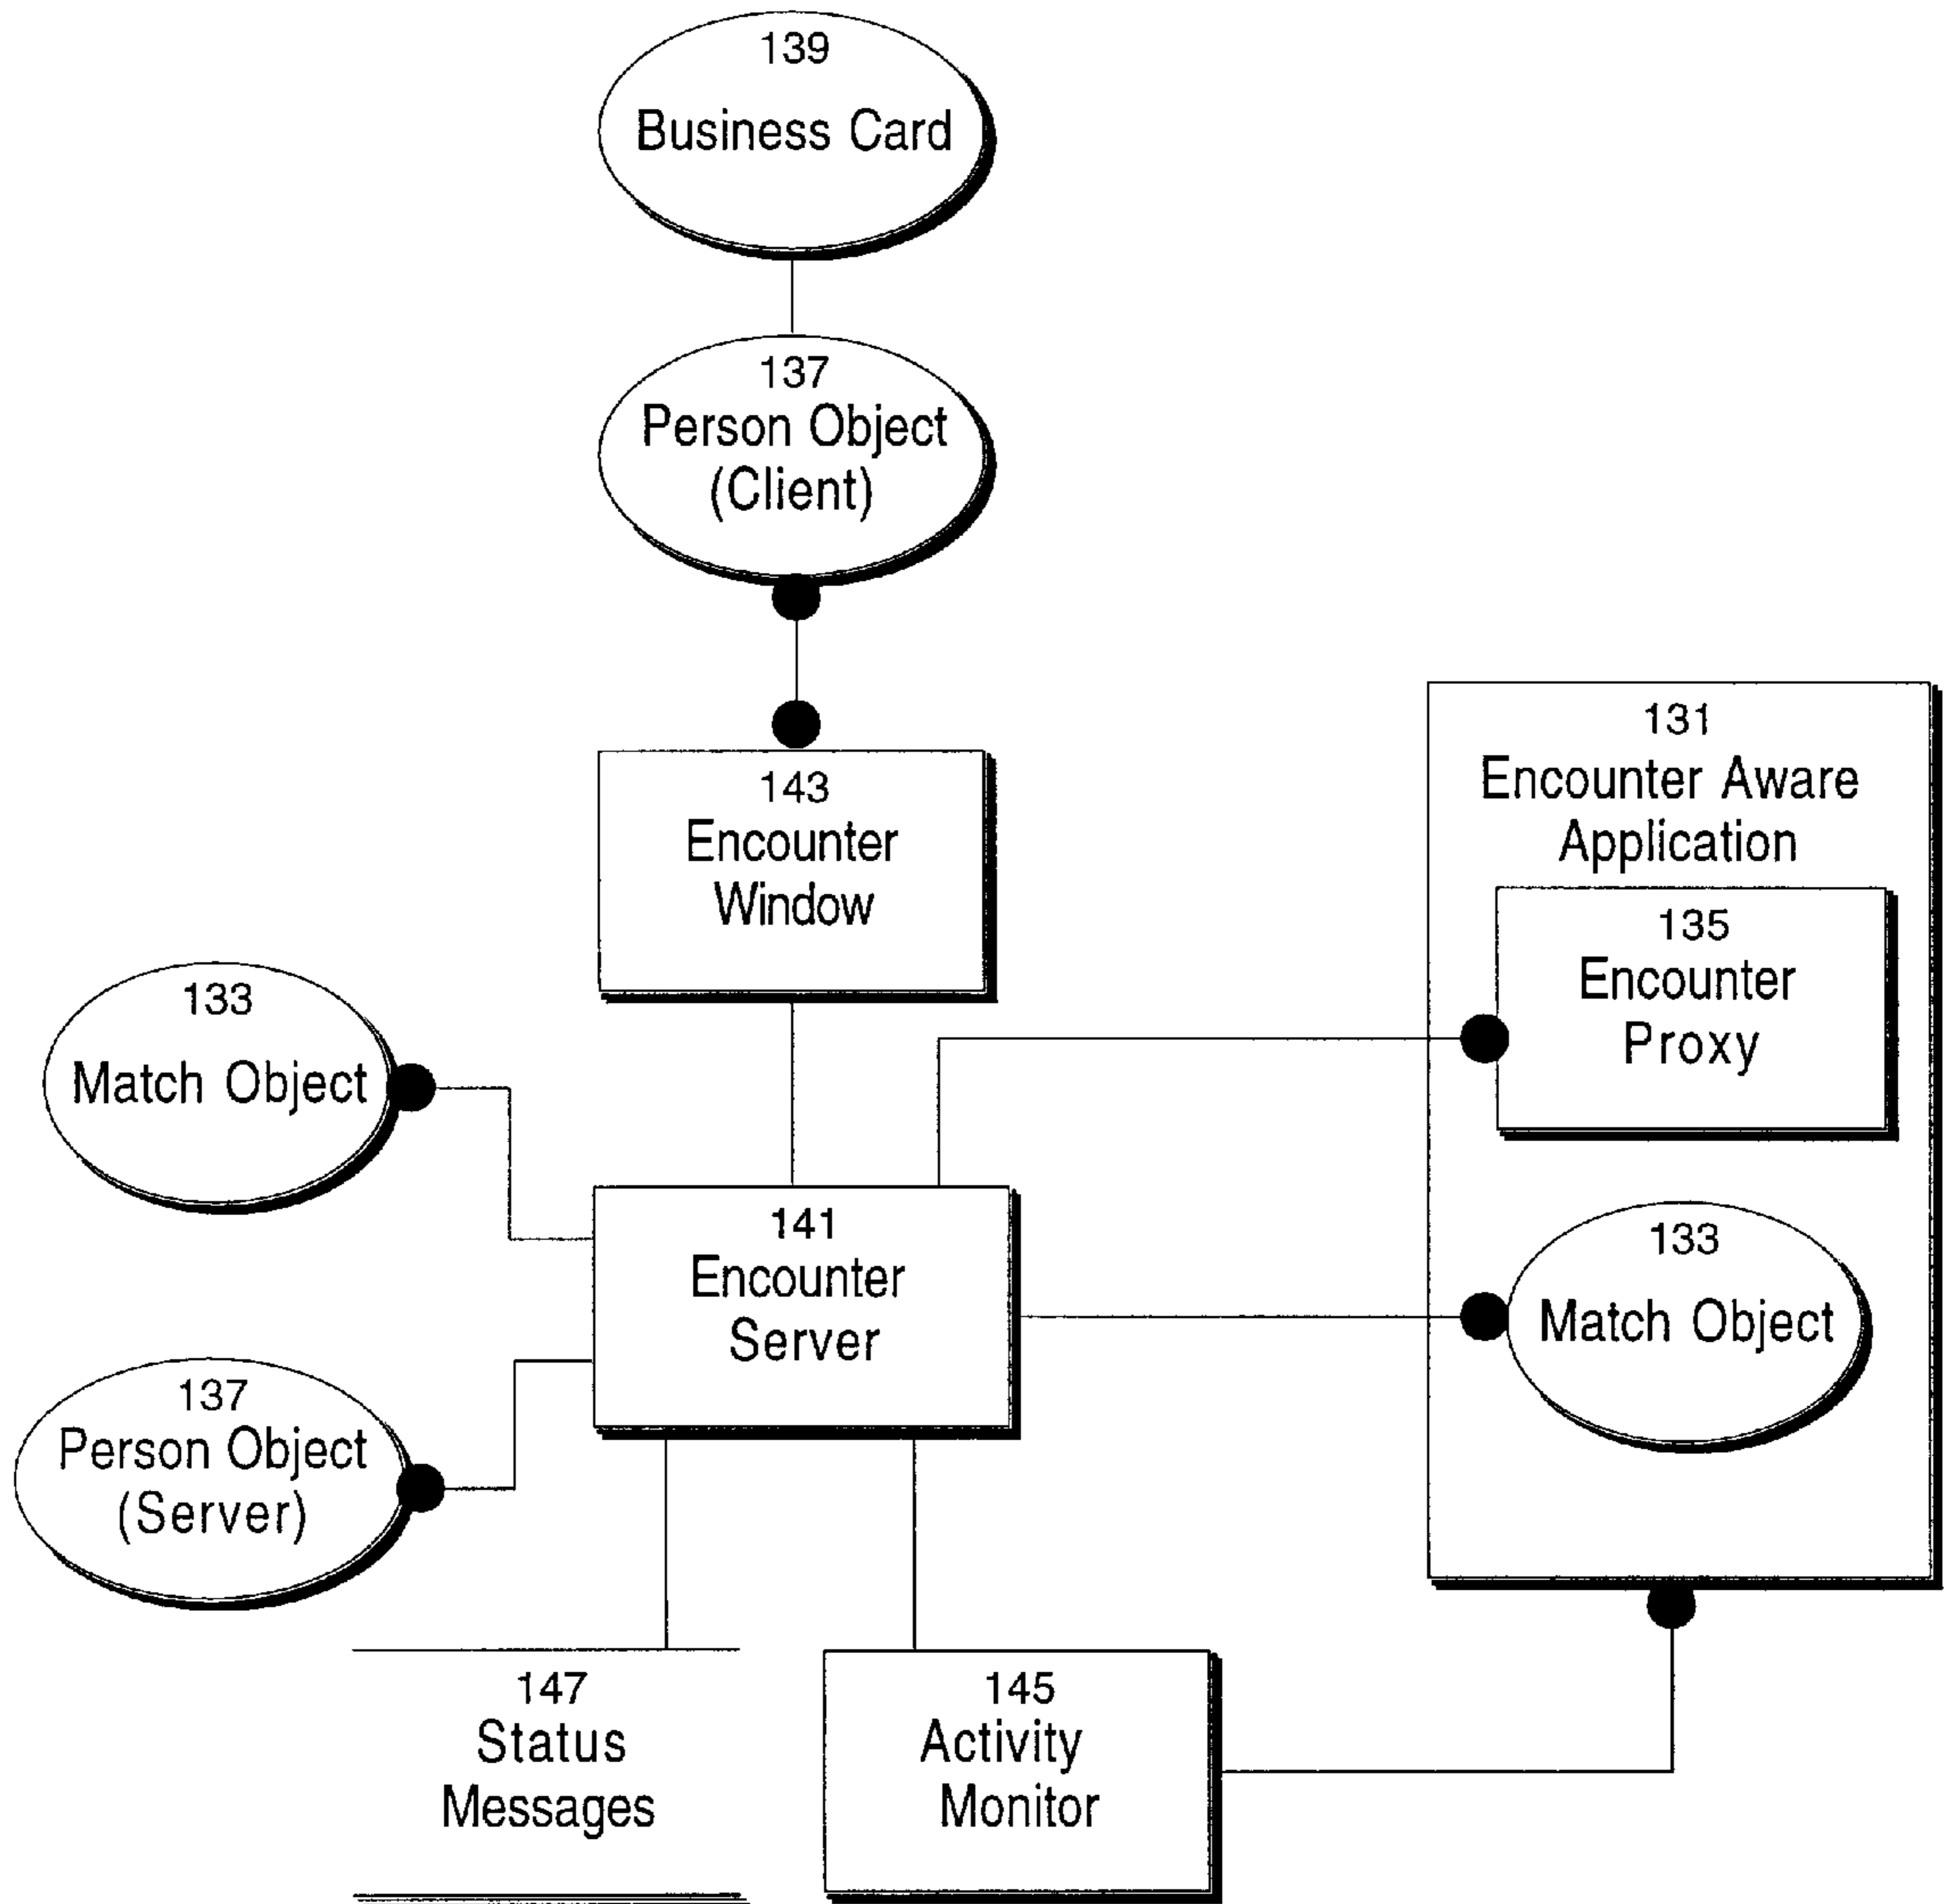 139
Business Card
137
Person Object
(Client)
143
Encounter
Window
131
Encounter Aware
Application
135
Encounter
Proxy
133
Match Object
133
Match Object
141
Encounter
Server
137
Person Object
(Server)
147
Status
Messages
145
Activity
Monitor